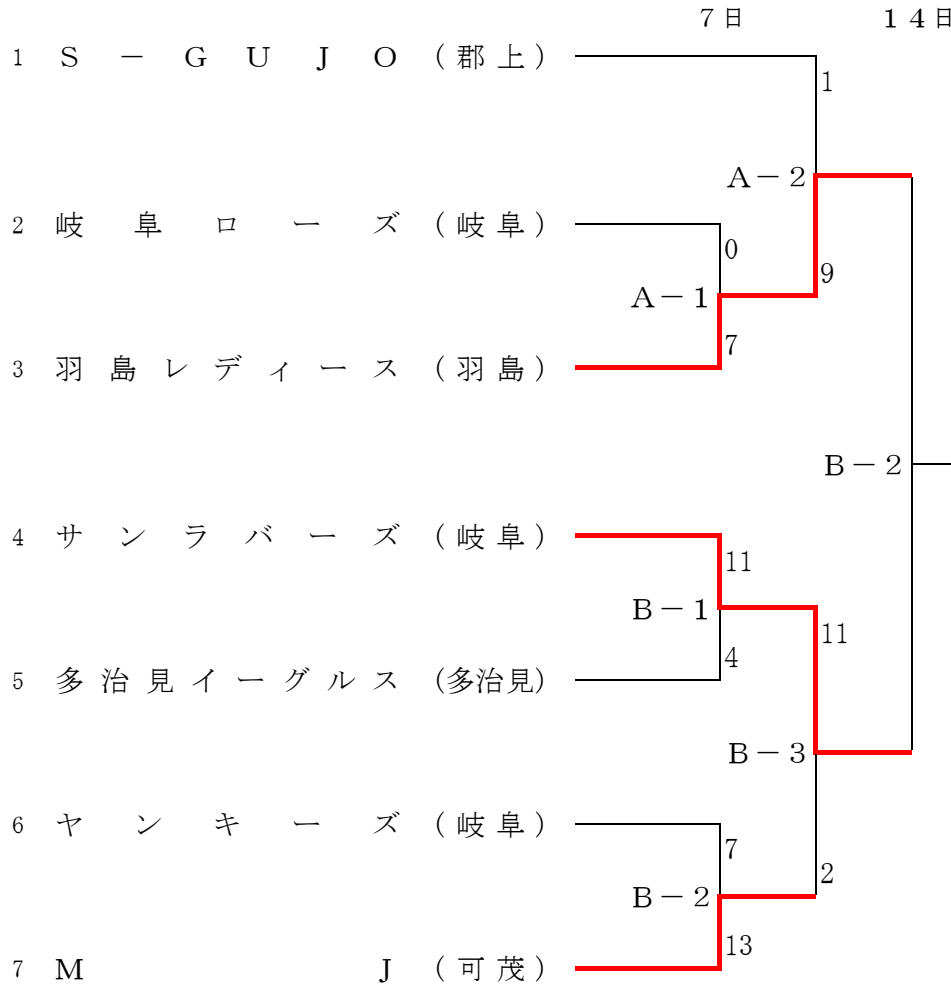 ７日 １４日
1 Ｓ－ＧＵＪＯ (郡上)
1
Ａ－２
2 岐阜ローズ (岐阜)
0
9
Ａ－１
7
3 羽島レディース (羽島)
Ｂ－２
4 サンラバーズ (岐阜)
11
Ｂ－１
11
4
5 多治見イーグルス (多治見)
Ｂ－３
6 ヤンキーズ (岐阜)
7
2
Ｂ－２
13
7 ＭＪ (可茂)